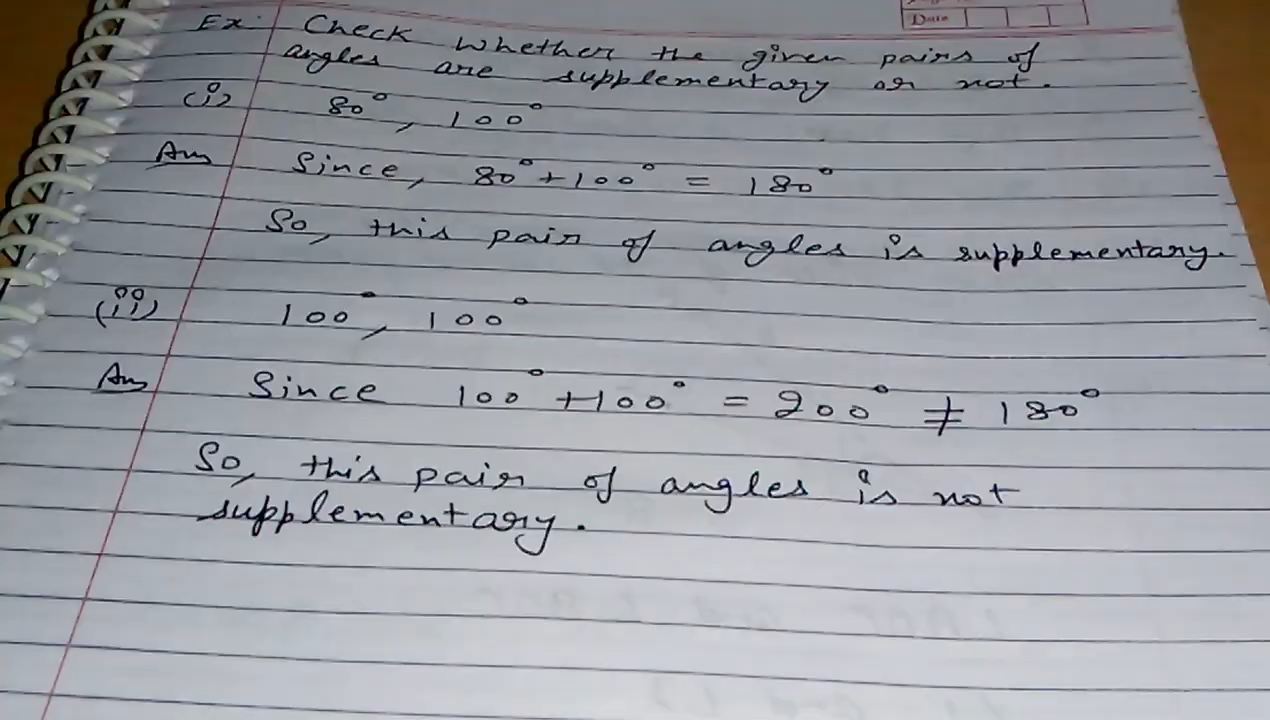 Date
Ex: Check whether the given pairs of
angles are supplementary or not.
(i) 80°, 100°
Ans Since, 80° + 100° = 180°
So, this pair of angles is supplementary.
(ii) 100°, 100°
Ans Since 100° + 100° = 200° ≠ 180°
So, this pair of angles is not
supplementary.